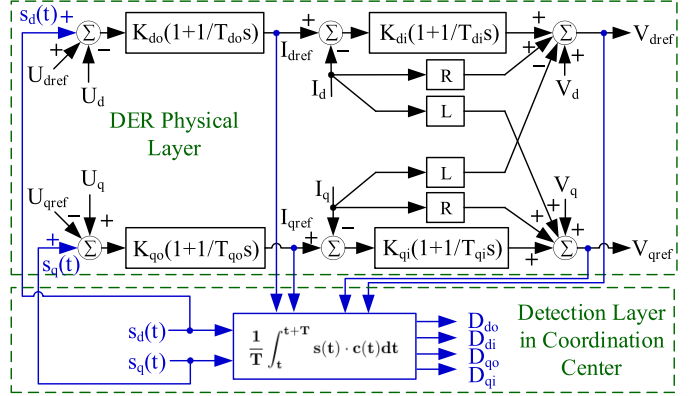 s_d(t) + K_do(1+1/T_do s) + K_di(1+1/T_di s) + +
Σ Σ Σ V_dref
+ − I_dref − + − +
U_dref R
U_d I_d V_d
L
DER Physical
Layer
U_q L V_q
U_qref I_q
− + I_qref R + + +
+ Σ K_qo(1+1/T_qo s) + Σ − K_qi(1+1/T_qi s) + Σ V_qref
s_q(t)
Detection Layer
in Coordination
Center
s_d(t)
s_q(t)
1/T ∫_t^{t+T} s(t) · c(t)dt
D_do
D_di
D_qo
D_qi